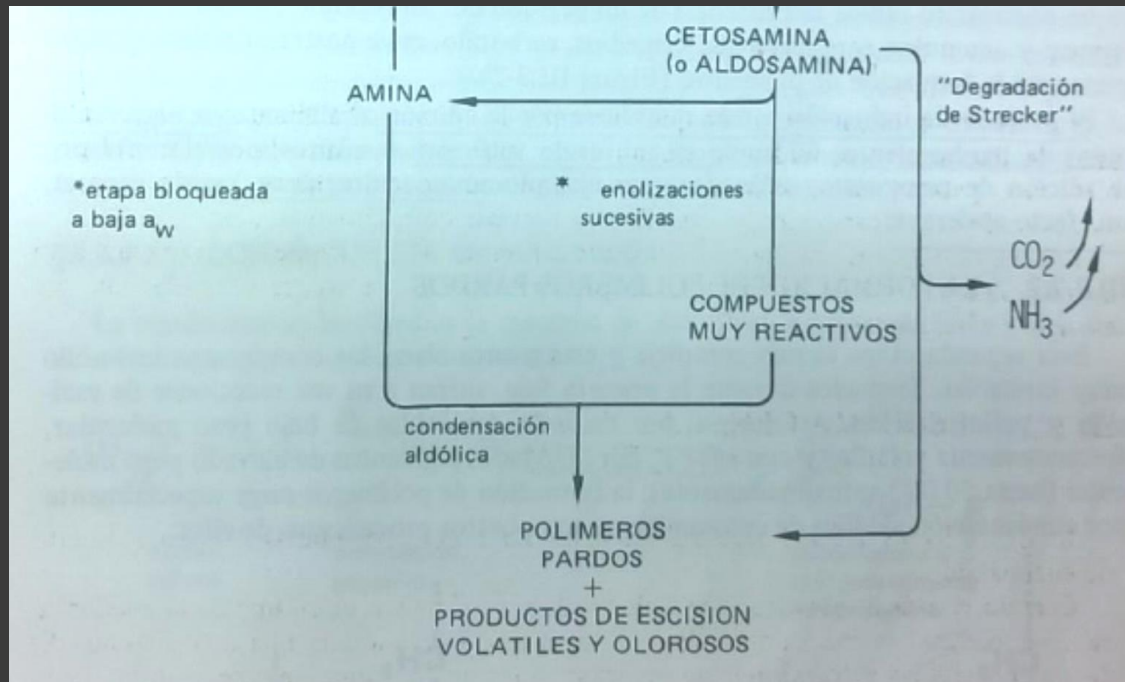 CETOSAMINA
(o ALDOSAMINA)
AMINA
"Degradación
de Strecker"
*etapa bloqueada
a baja aw
* enolizaciones
sucesivas
CO2
NH3
COMPUESTOS
MUY REACTIVOS
condensación
aldólica
POLIMEROS
PARDOS
+
PRODUCTOS DE ESCISION
VOLATILES Y OLOROSOS